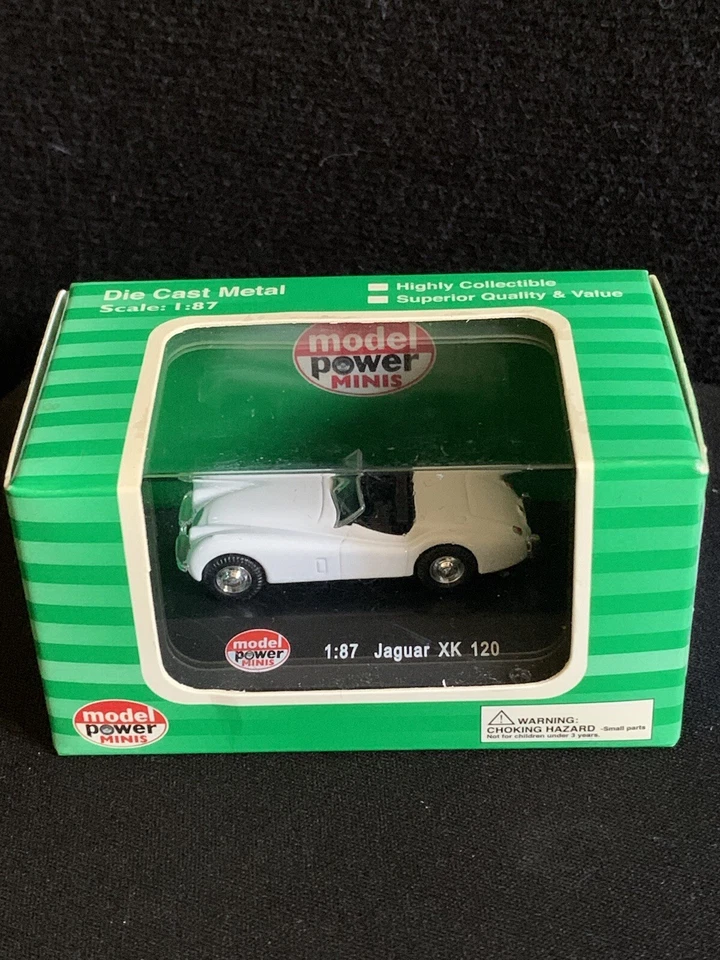 Die Cast Metal
Scale: 1:87
Highly Collectible
Superior Quality & Value
model
power
MINIS
model
power
MINIS
1:87 Jaguar XK 120
model
power
MINIS
WARNING:
CHOKING HAZARD -Small parts
Not for children under 3 years.